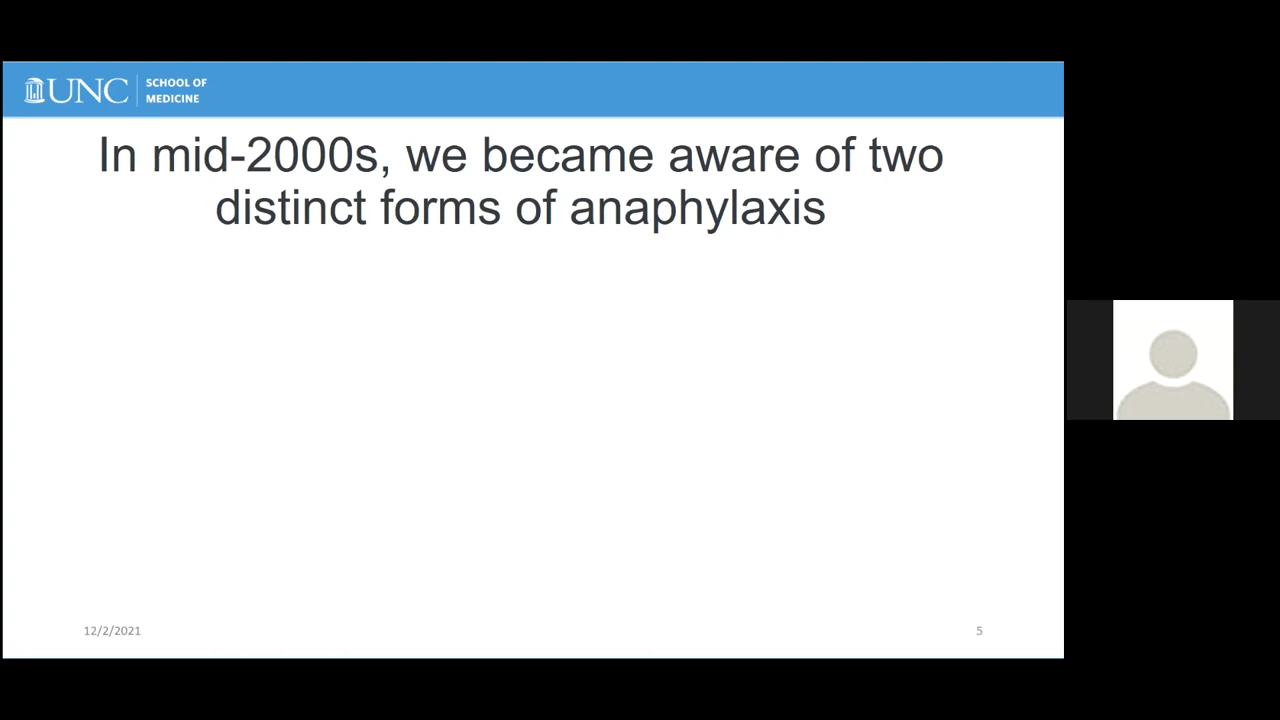 UNC SCHOOL OF
MEDICINE
In mid-2000s, we became aware of two
distinct forms of anaphylaxis
12/2/2021
5